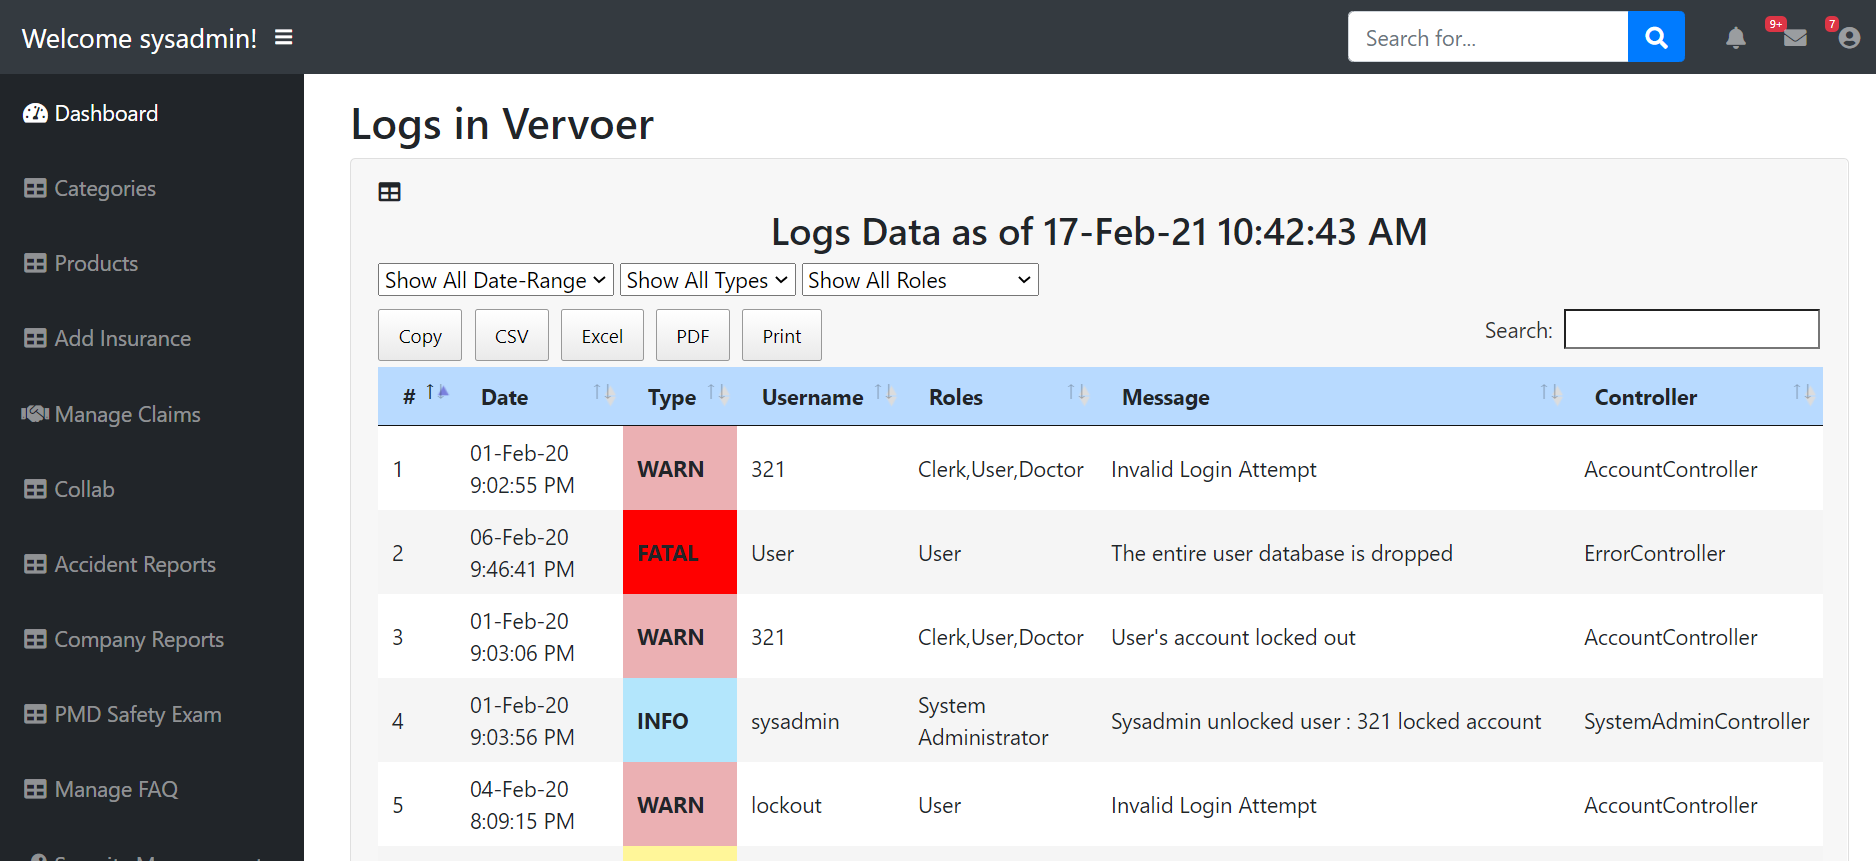 Welcome sysadmin!
Search for...
9+
7
Dashboard
Categories
Products
Add Insurance
Manage Claims
Collab
Accident Reports
Company Reports
PMD Safety Exam
Manage FAQ
Logs in Vervoer
Logs Data as of 17-Feb-21 10:42:43 AM
Show All Date-Range Show All Types Show All Roles
Copy CSV Excel PDF Print Search:
# Date Type Username Roles Message Controller
1 01-Feb-20 9:02:55 PM WARN 321 Clerk,User,Doctor Invalid Login Attempt AccountController
2 06-Feb-20 9:46:41 PM FATAL User User The entire user database is dropped ErrorController
3 01-Feb-20 9:03:06 PM WARN 321 Clerk,User,Doctor User's account locked out AccountController
4 01-Feb-20 9:03:56 PM INFO sysadmin System Administrator Sysadmin unlocked user : 321 locked account SystemAdminController
5 04-Feb-20 8:09:15 PM WARN lockout User Invalid Login Attempt AccountController